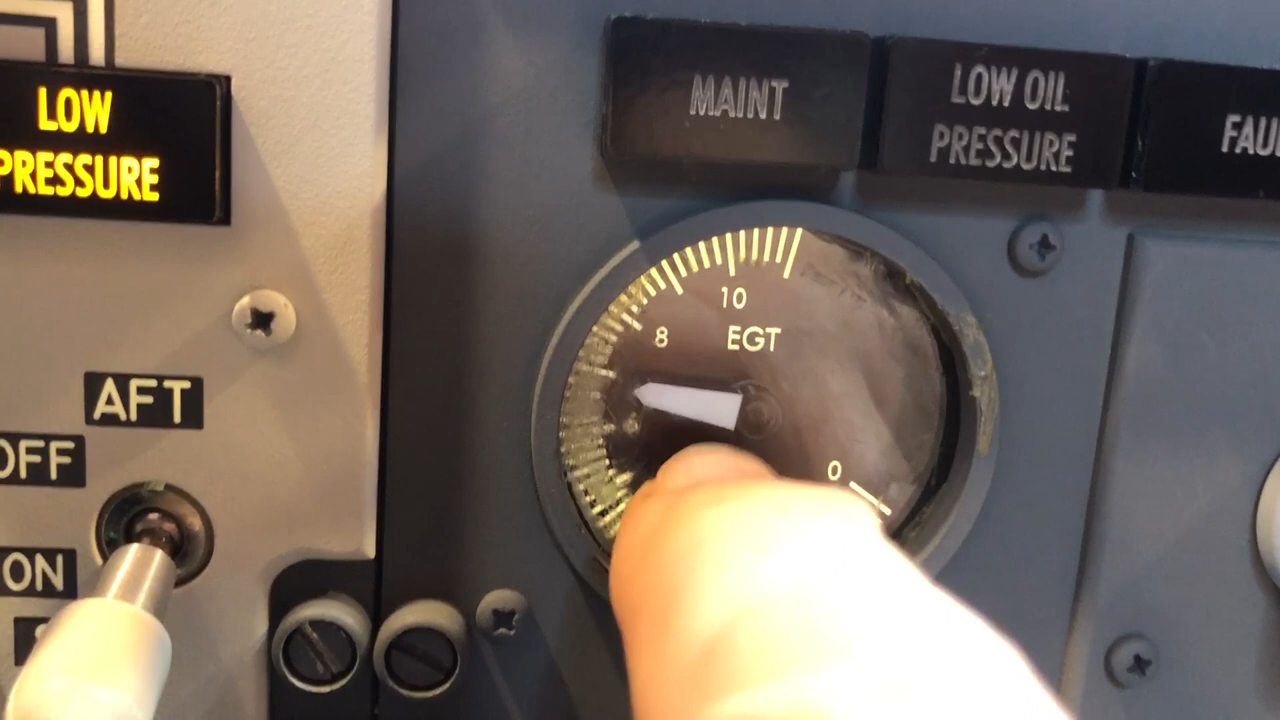 LOW
PRESSURE
MAINT
LOW OIL
PRESSURE
AFT
OFF
ON
10
8
EGT
0